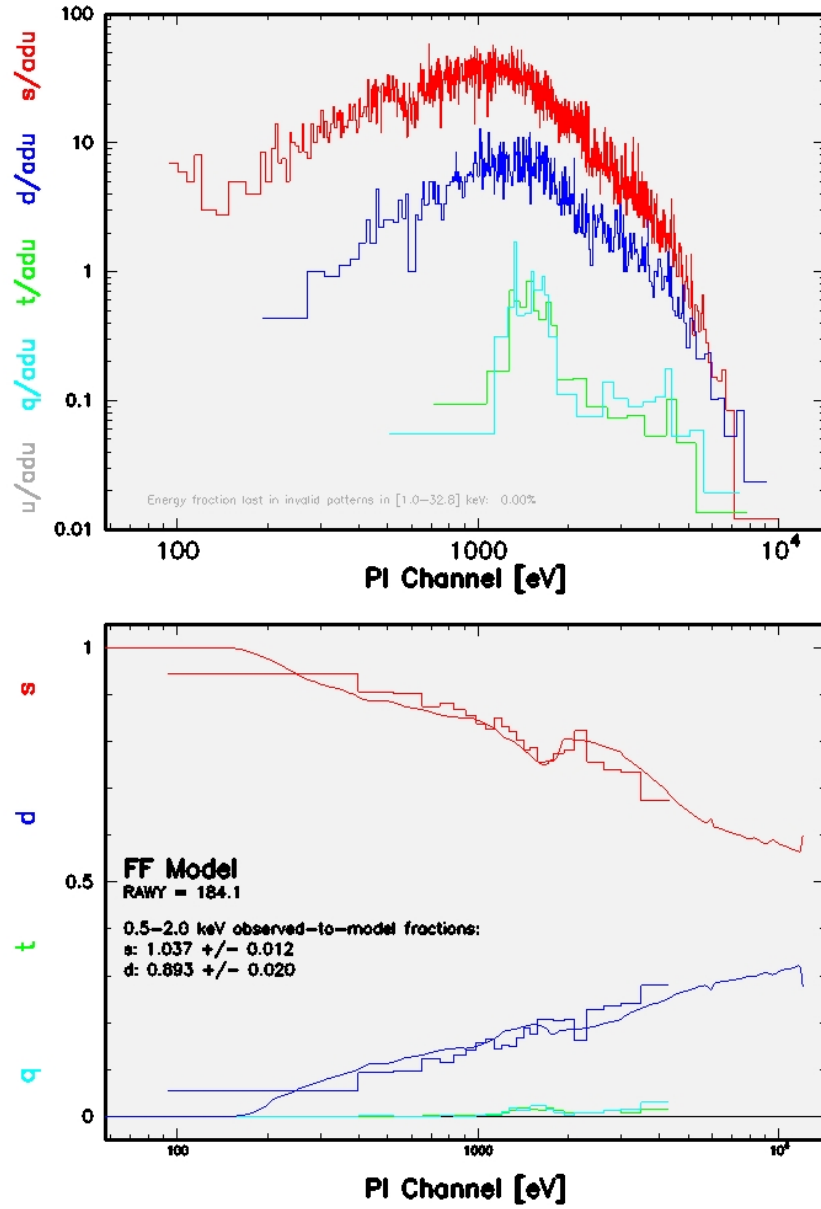 100
10
1
0.1
0.01
u/adu q/adu t/adu d/adu s/adu
Energy fraction lost in invalid patterns in [1.0-32.8] keV: 0.00%
100 1000 10⁴
PI Channel [eV]
1
0.5
0
q t d s
FF Model
RAWY = 184.1
0.5-2.0 keV observed-to-model fractions:
s: 1.037 +/- 0.012
d: 0.893 +/- 0.020
100 1000 10⁴
PI Channel [eV]